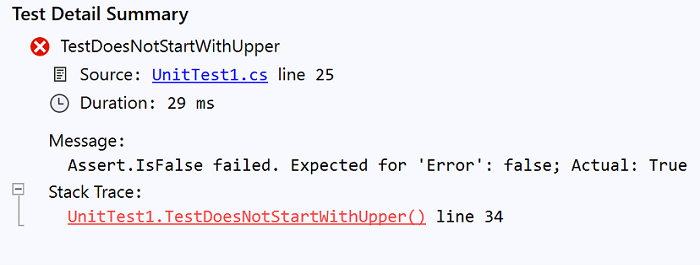 Test Detail Summary
TestDoesNotStartWithUpper
Source: UnitTest1.cs line 25
Duration: 29 ms
Message:
Assert.IsFalse failed. Expected for 'Error': false; Actual: True
Stack Trace:
UnitTest1.TestDoesNotStartWithUpper() line 34